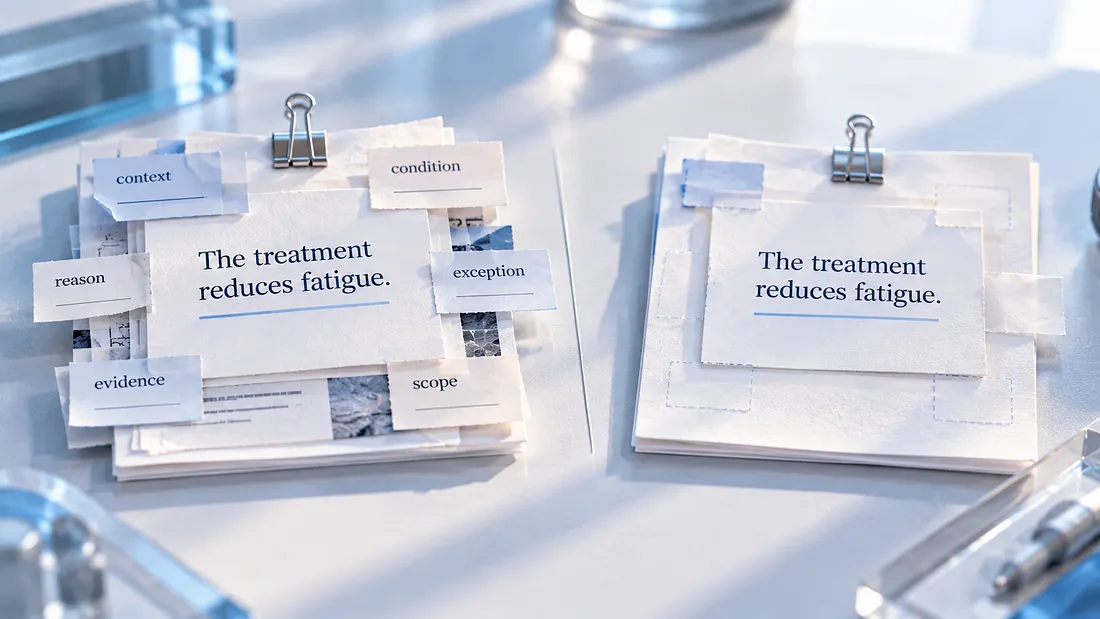 context
condition
The treatment
reduces fatigue.
reason
exception
evidence
scope
The treatment
reduces fatigue.